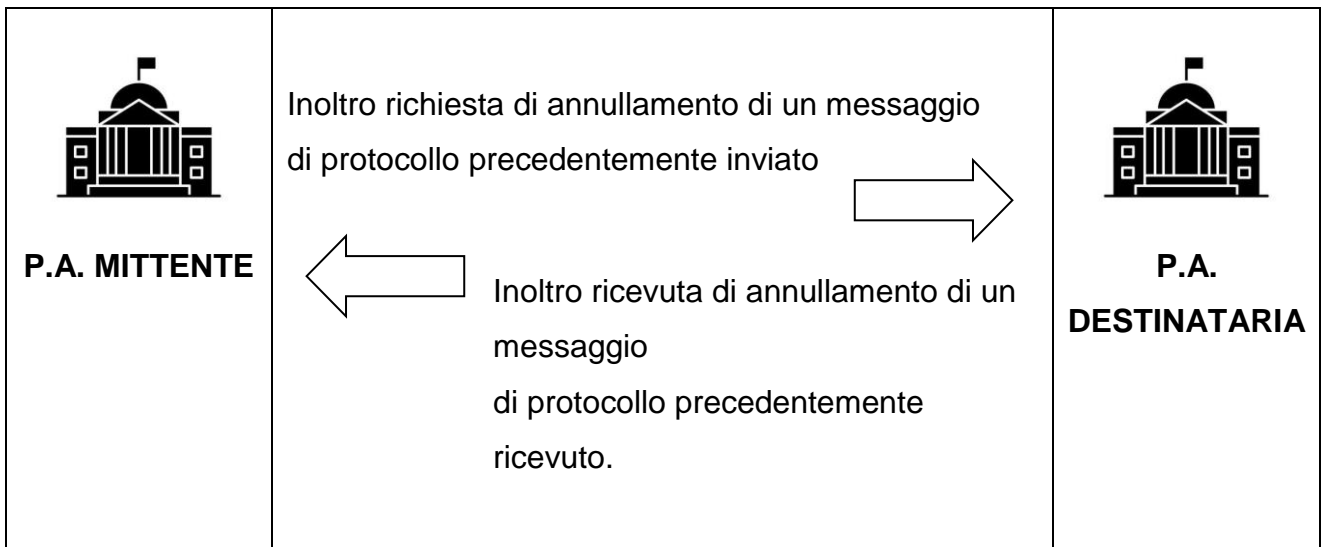 Inoltro richiesta di annullamento di un messaggio
di protocollo precedentemente inviato
P.A. MITTENTE
Inoltro ricevuta di annullamento di un
messaggio
di protocollo precedentemente
ricevuto.
P.A.
DESTINATARIA